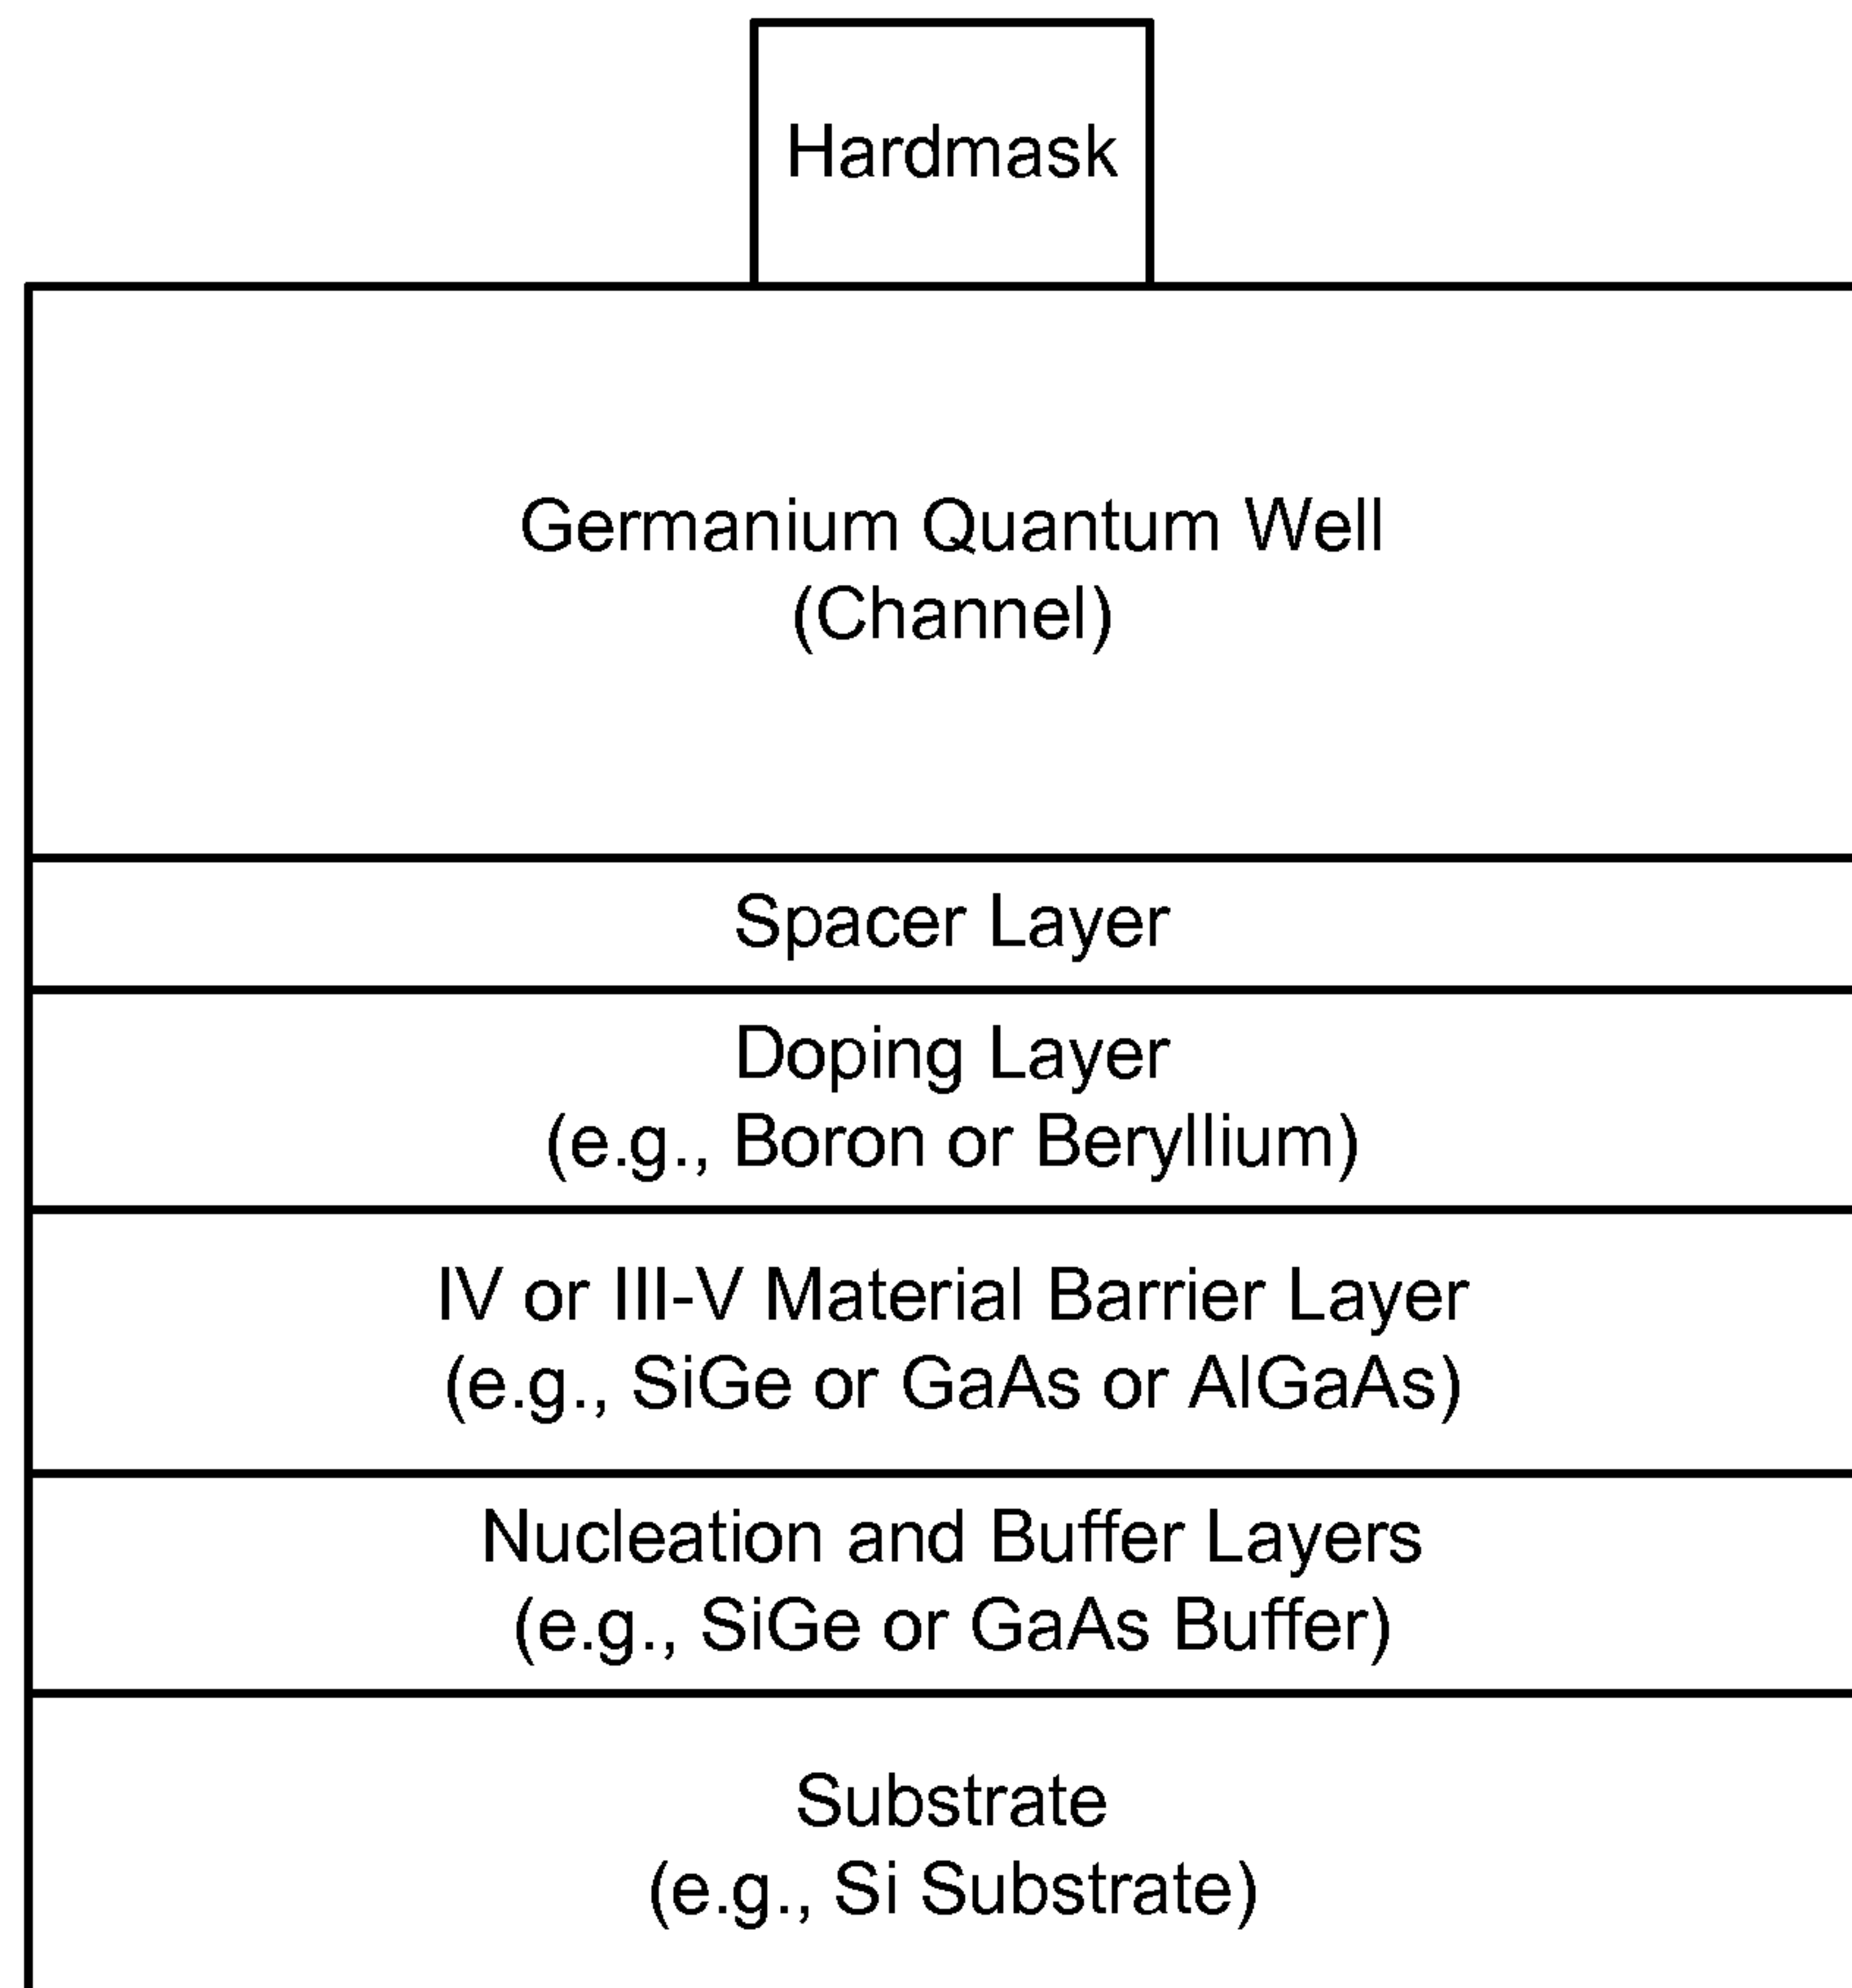 Hardmask
Germanium Quantum Well
(Channel)
Spacer Layer
Doping Layer
(e.g., Boron or Beryllium)
IV or III-V Material Barrier Layer
(e.g., SiGe or GaAs or AlGaAs)
Nucleation and Buffer Layers
(e.g., SiGe or GaAs Buffer)
Substrate
(e.g., Si Substrate)